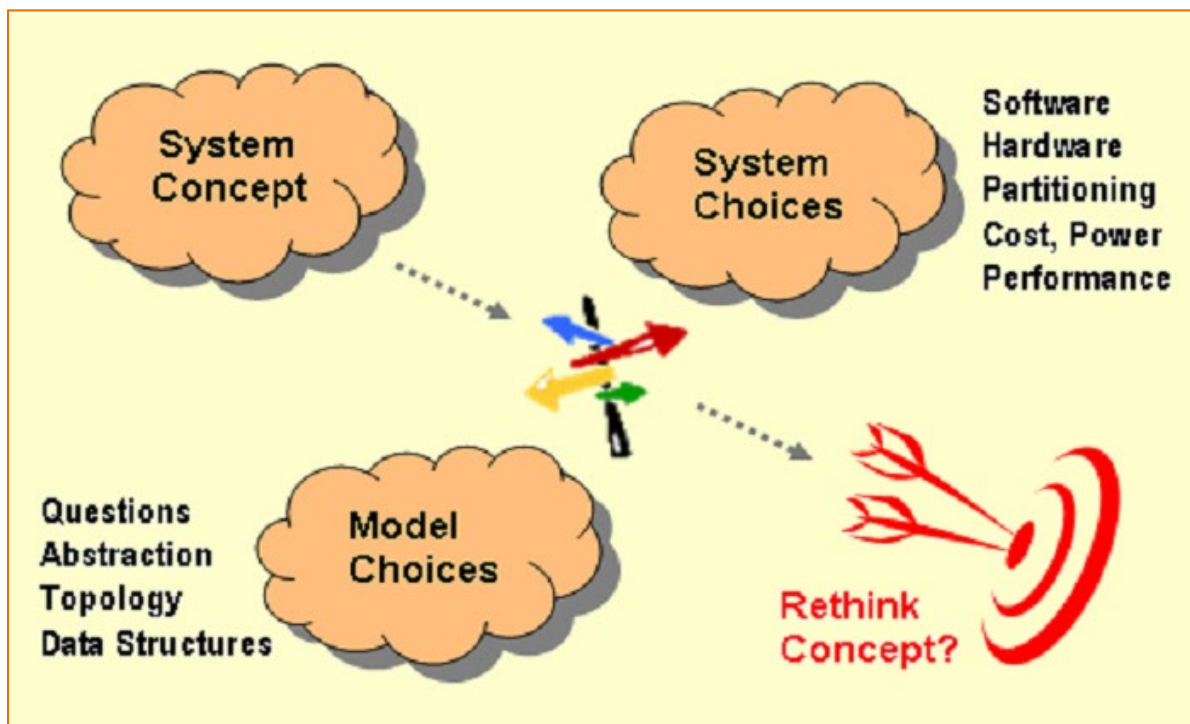 System
Concept
System
Choices
Software
Hardware
Partitioning
Cost, Power
Performance
Questions
Abstraction
Topology
Data Structures
Model
Choices
Rethink
Concept?